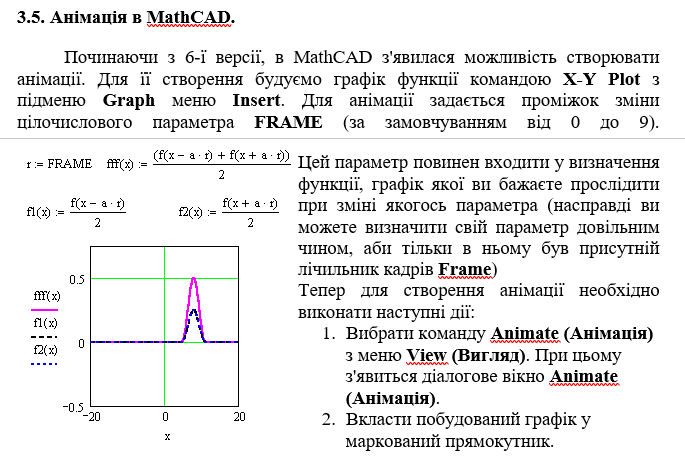 3.5. Анімація в MathCAD.
Починаючи з 6-ї версії, в MathCAD з'явилася можливість створювати
анімації. Для її створення будуємо графік функції командою X-Y Plot з
підменю Graph меню Insert. Для анімації задається проміжок зміни
цілочислового параметра FRAME (за замовчуванням від 0 до 9).
r := FRAME fff(x) := (f(x − a · r) + f(x + a · r)) / 2
f1(x) := f(x − a · r) / 2 f2(x) := f(x + a · r) / 2
fff(x)
f1(x)
f2(x)
0.5
0
−0.5
−20 0 20
x
Цей параметр повинен входити у визначення
функції, графік якої ви бажаєте прослідити
при зміні якогось параметра (насправді ви
можете визначити свій параметр довільним
чином, аби тільки в ньому був присутній
лічильник кадрів Frame)
Тепер для створення анімації необхідно
виконати наступні дії:
1. Вибрати команду Animate (Анімація)
з меню View (Вигляд). При цьому
з'явиться діалогове вікно Animate
(Анімація).
2. Вкласти побудований графік у
маркований прямокутник.